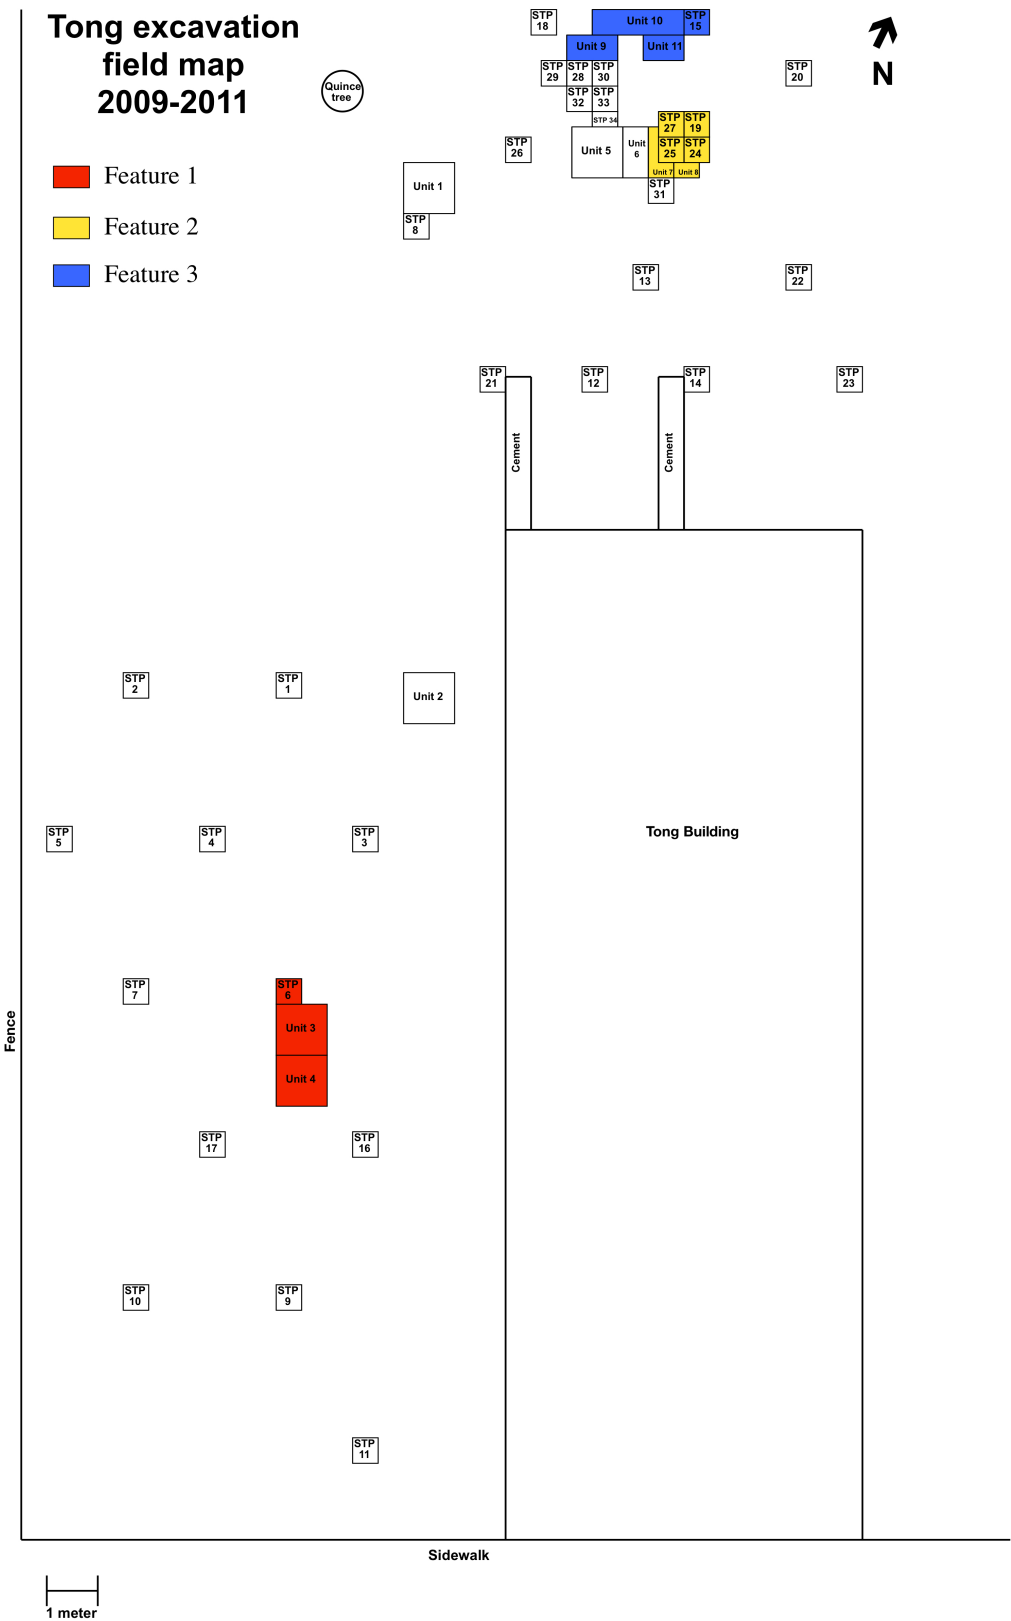 Tong excavation
field map
2009-2011
Quince
tree
STP
18
Unit 10
STP
15
Unit 9
Unit 11
N
STP
29
STP
28
STP
30
STP
20
STP
32
STP
33
STP 34
STP
27
STP
19
STP
26
Unit 5
Unit
6
STP
25
STP
24
Unit 7
Unit 8
STP
31
Feature 1
Feature 2
Feature 3
Unit 1
STP
8
STP
13
STP
22
STP
21
STP
12
STP
14
STP
23
Cement
Cement
STP
2
STP
1
Unit 2
STP
5
STP
4
STP
3
Tong Building
STP
7
STP
6
Unit 3
Unit 4
Fence
STP
17
STP
16
STP
10
STP
9
STP
11
Sidewalk
1 meter